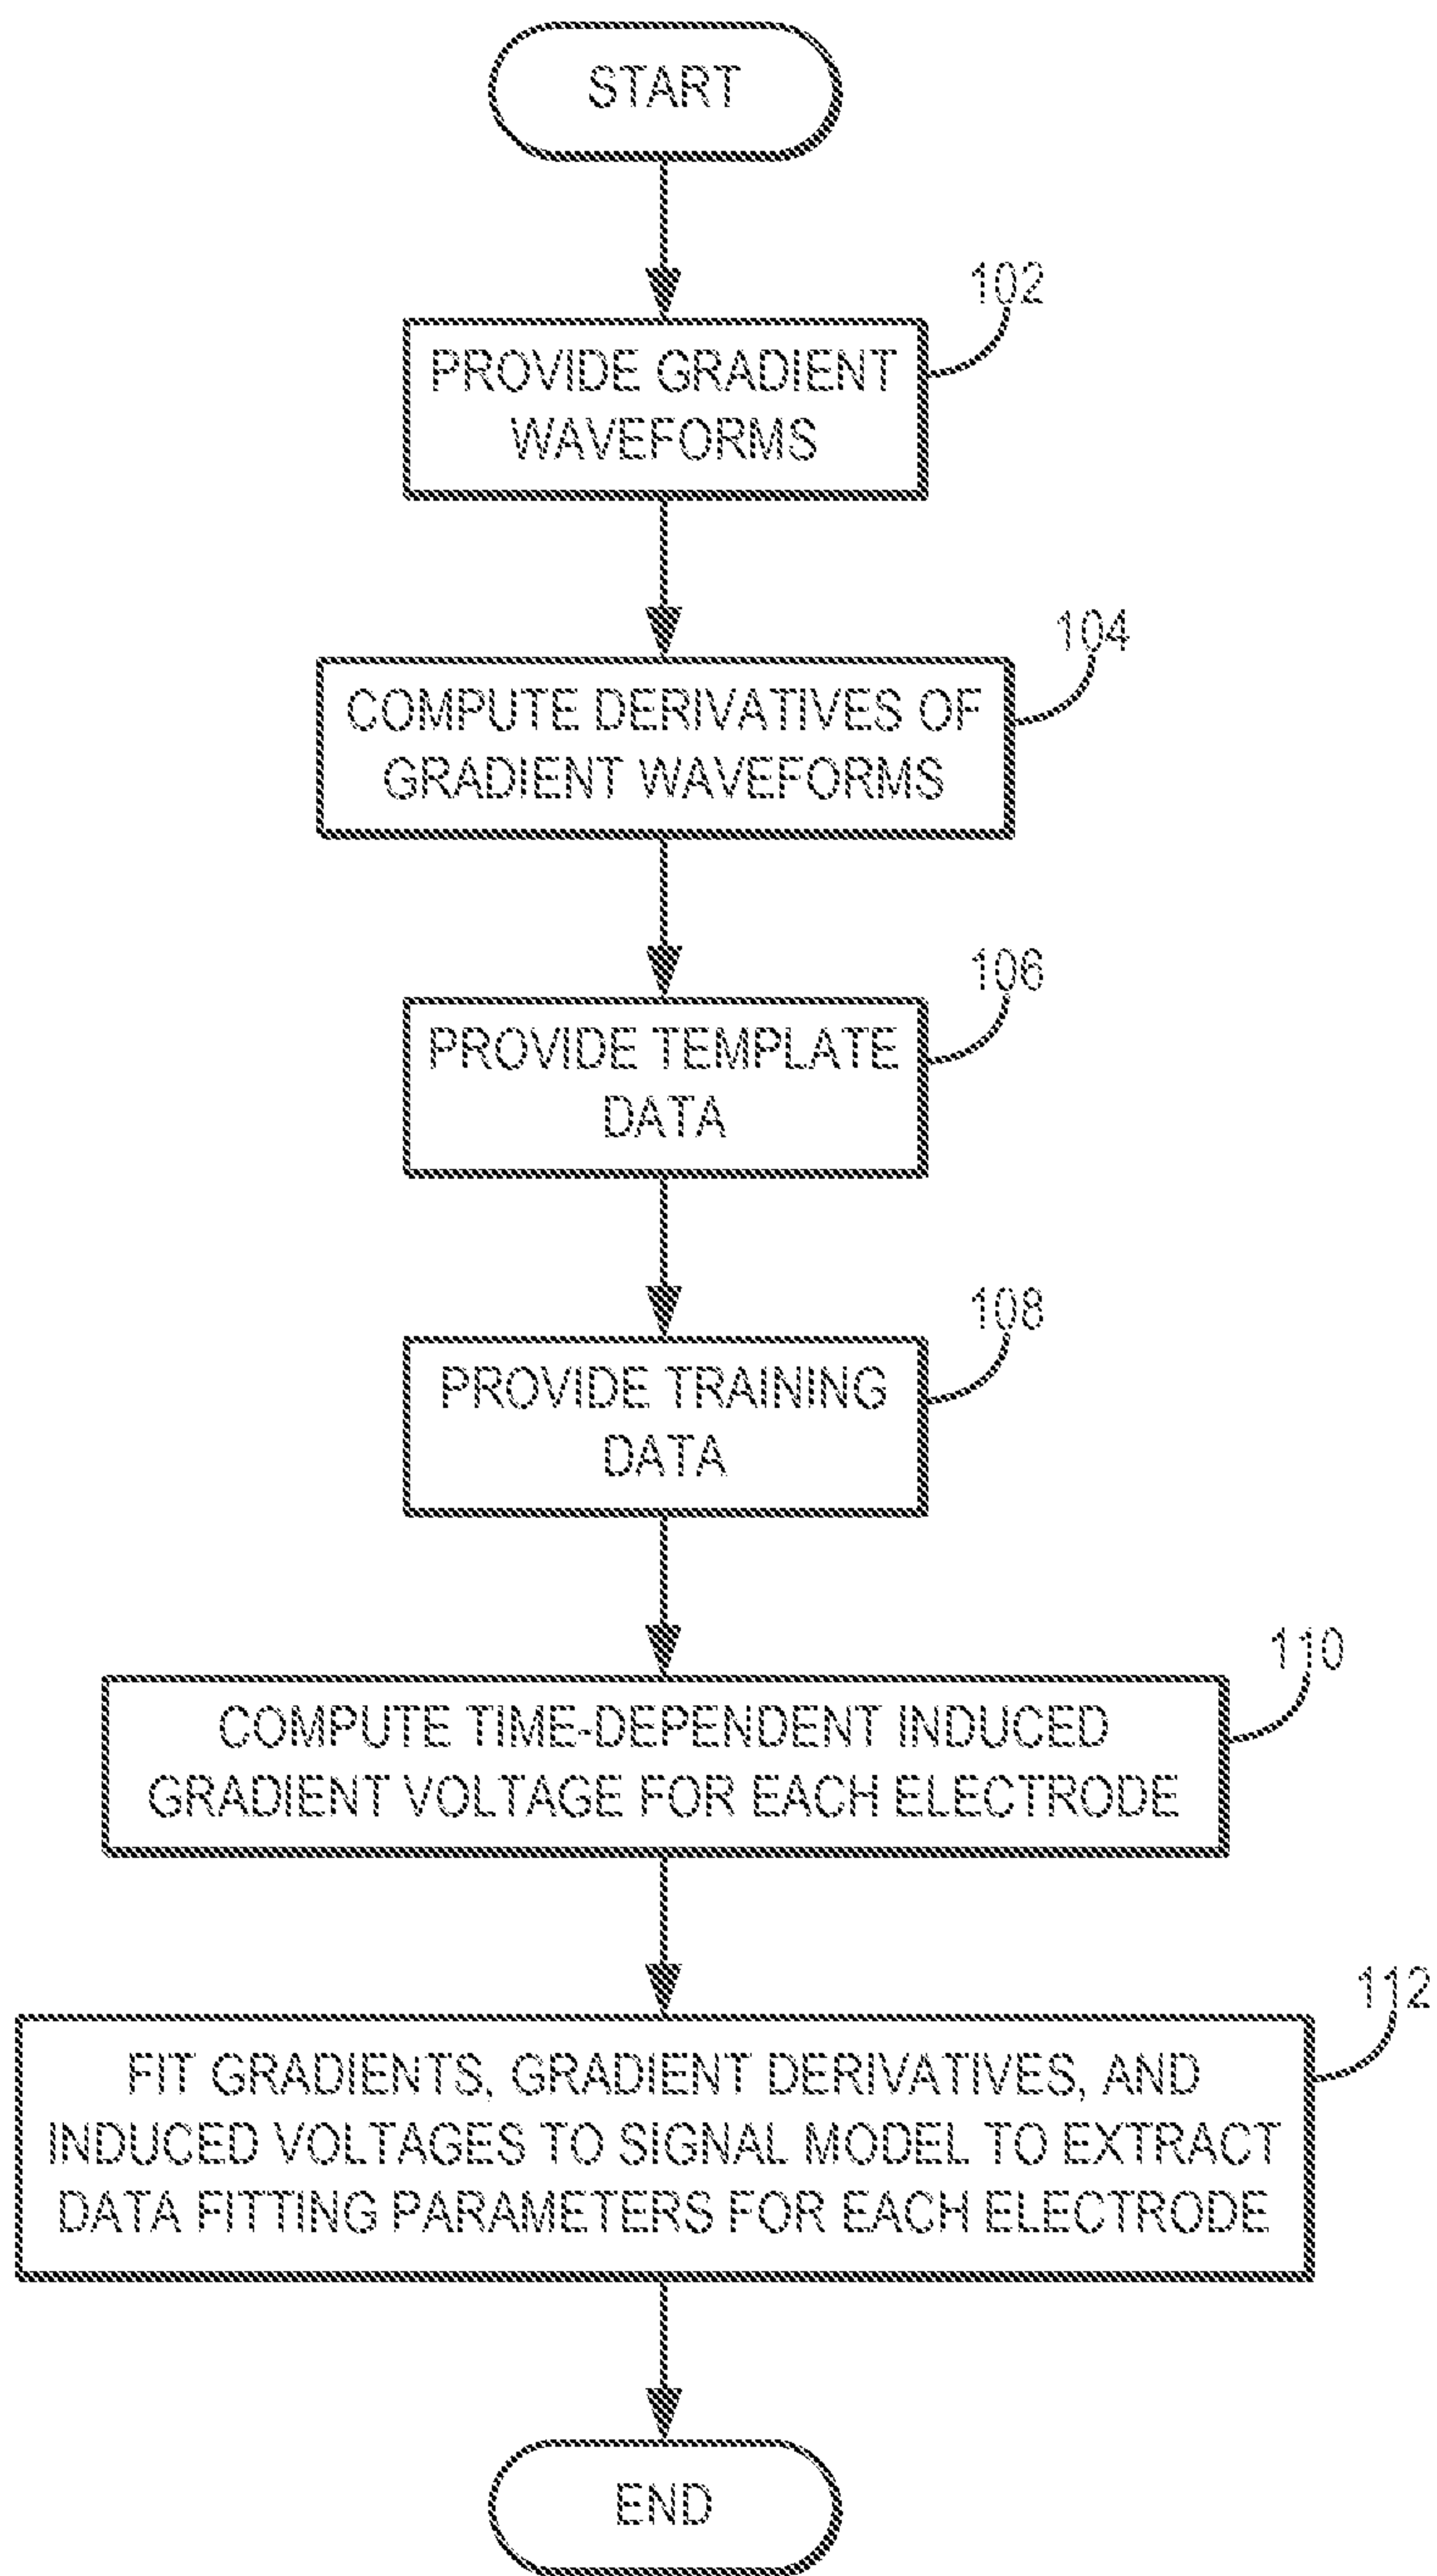 START
102
PROVIDE GRADIENT
WAVEFORMS
104
COMPUTE DERIVATIVES OF
GRADIENT WAVEFORMS
106
PROVIDE TEMPLATE
DATA
108
PROVIDE TRAINING
DATA
110
COMPUTE TIME-DEPENDENT INDUCED
GRADIENT VOLTAGE FOR EACH ELECTRODE
112
FIT GRADIENTS, GRADIENT DERIVATIVES, AND
INDUCED VOLTAGES TO SIGNAL MODEL TO EXTRACT
DATA FITTING PARAMETERS FOR EACH ELECTRODE
END